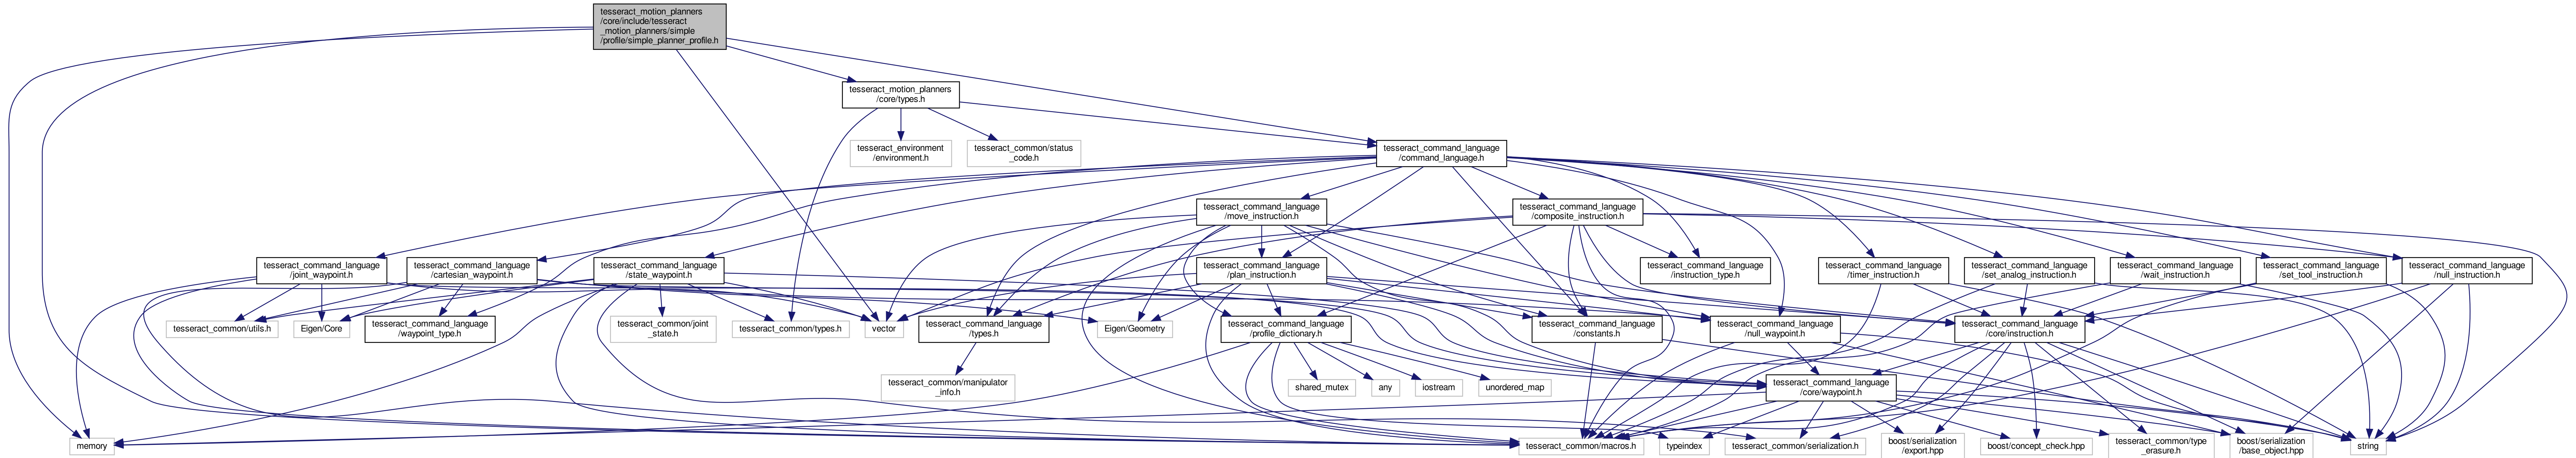 tesseract_motion_planners
/core/include/tesseract
_motion_planners/simple
/profile/simple_planner_profile.h
tesseract_motion_planners
/core/types.h
tesseract_environment
/environment.h
tesseract_common/status
_code.h
tesseract_command_language
/command_language.h
tesseract_command_language
/move_instruction.h
tesseract_command_language
/composite_instruction.h
tesseract_command_language
/joint_waypoint.h
tesseract_command_language
/cartesian_waypoint.h
tesseract_command_language
/state_waypoint.h
tesseract_command_language
/plan_instruction.h
tesseract_command_language
/instruction_type.h
tesseract_command_language
/timer_instruction.h
tesseract_command_language
/set_analog_instruction.h
tesseract_command_language
/wait_instruction.h
tesseract_command_language
/set_tool_instruction.h
tesseract_command_language
/null_instruction.h
tesseract_common/utils.h
Eigen/Core
tesseract_command_language
/waypoint_type.h
tesseract_common/joint
_state.h
tesseract_common/types.h
vector
tesseract_command_language
/types.h
Eigen/Geometry
tesseract_command_language
/profile_dictionary.h
tesseract_command_language
/constants.h
tesseract_command_language
/null_waypoint.h
tesseract_command_language
/core/instruction.h
tesseract_common/manipulator
_info.h
shared_mutex
any
iostream
unordered_map
tesseract_command_language
/core/waypoint.h
memory
tesseract_common/macros.h
typeindex
tesseract_common/serialization.h
boost/serialization
/export.hpp
boost/concept_check.hpp
tesseract_common/type
_erasure.h
boost/serialization
/base_object.hpp
string